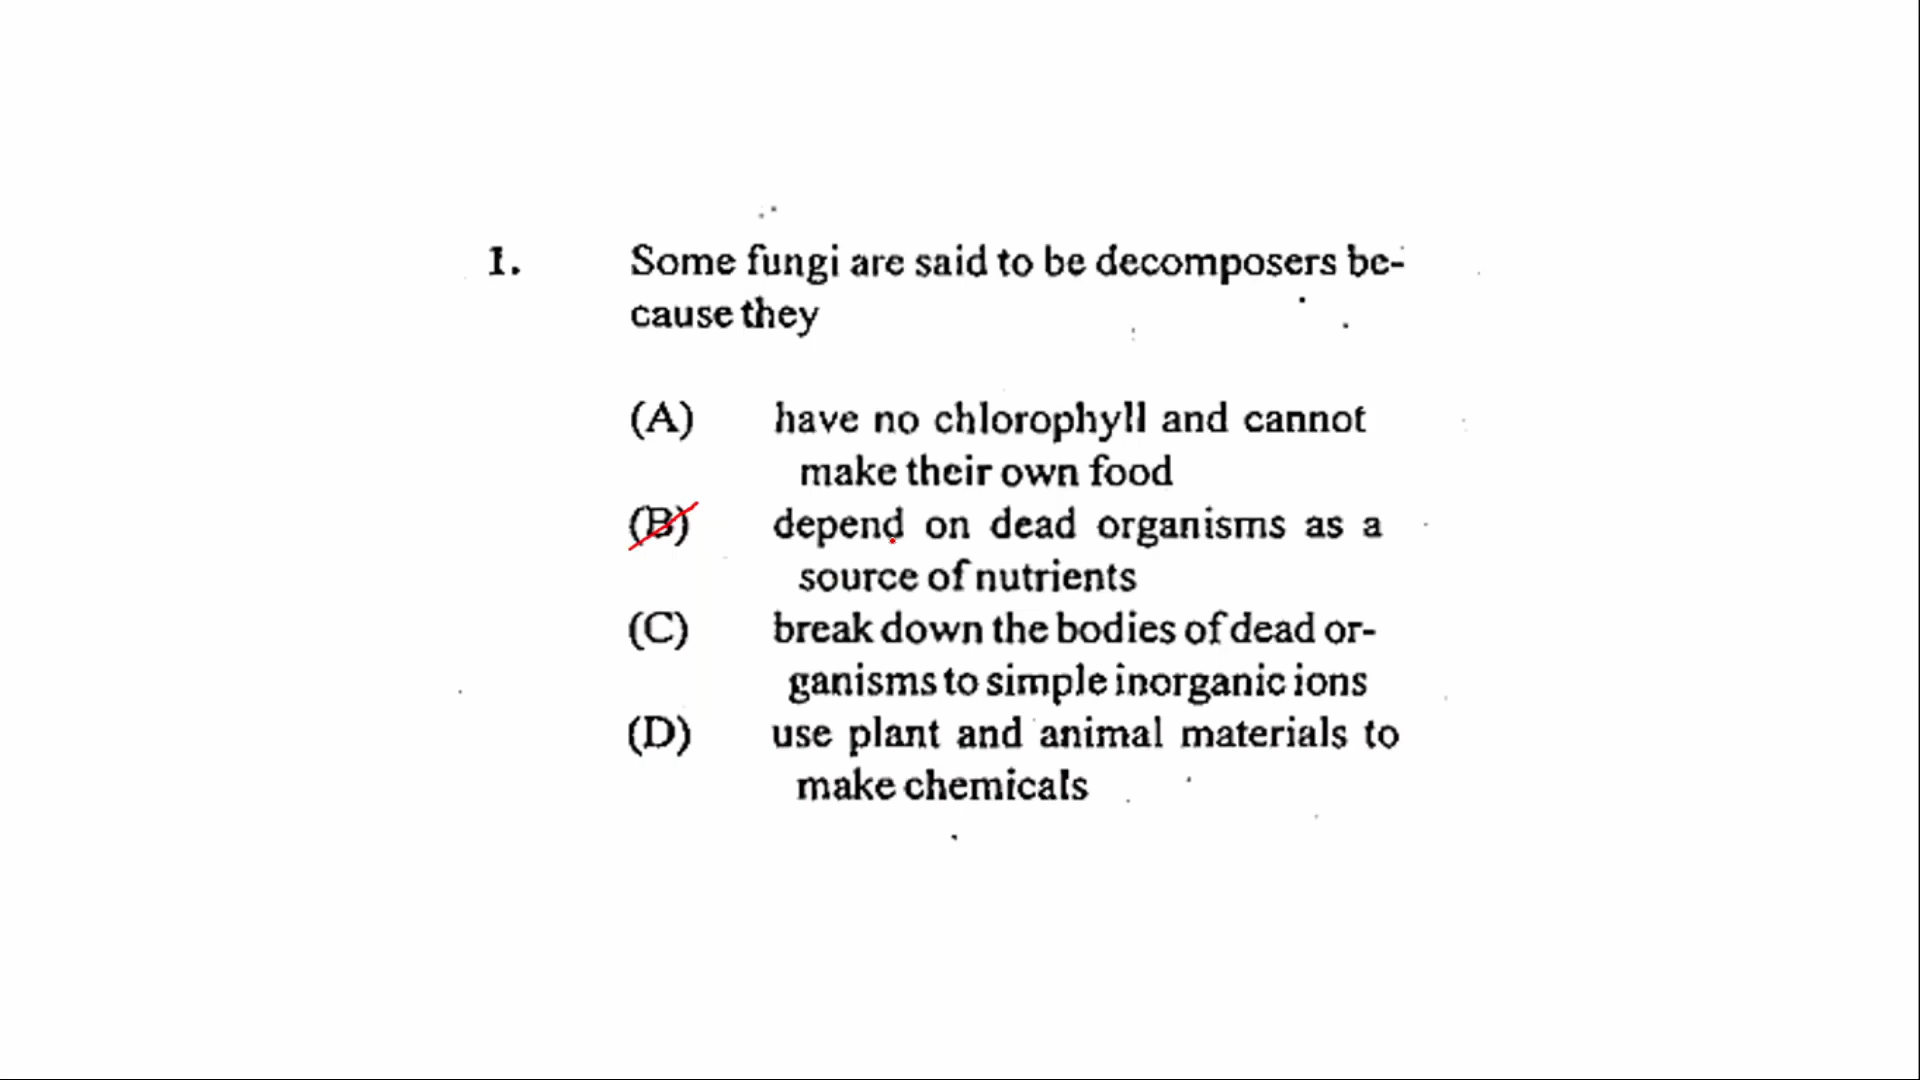 1. Some fungi are said to be decomposers be-
cause they
(A) have no chlorophyll and cannot
make their own food
(B) depend on dead organisms as a
source of nutrients
(C) break down the bodies of dead or-
ganisms to simple inorganic ions
(D) use plant and animal materials to
make chemicals